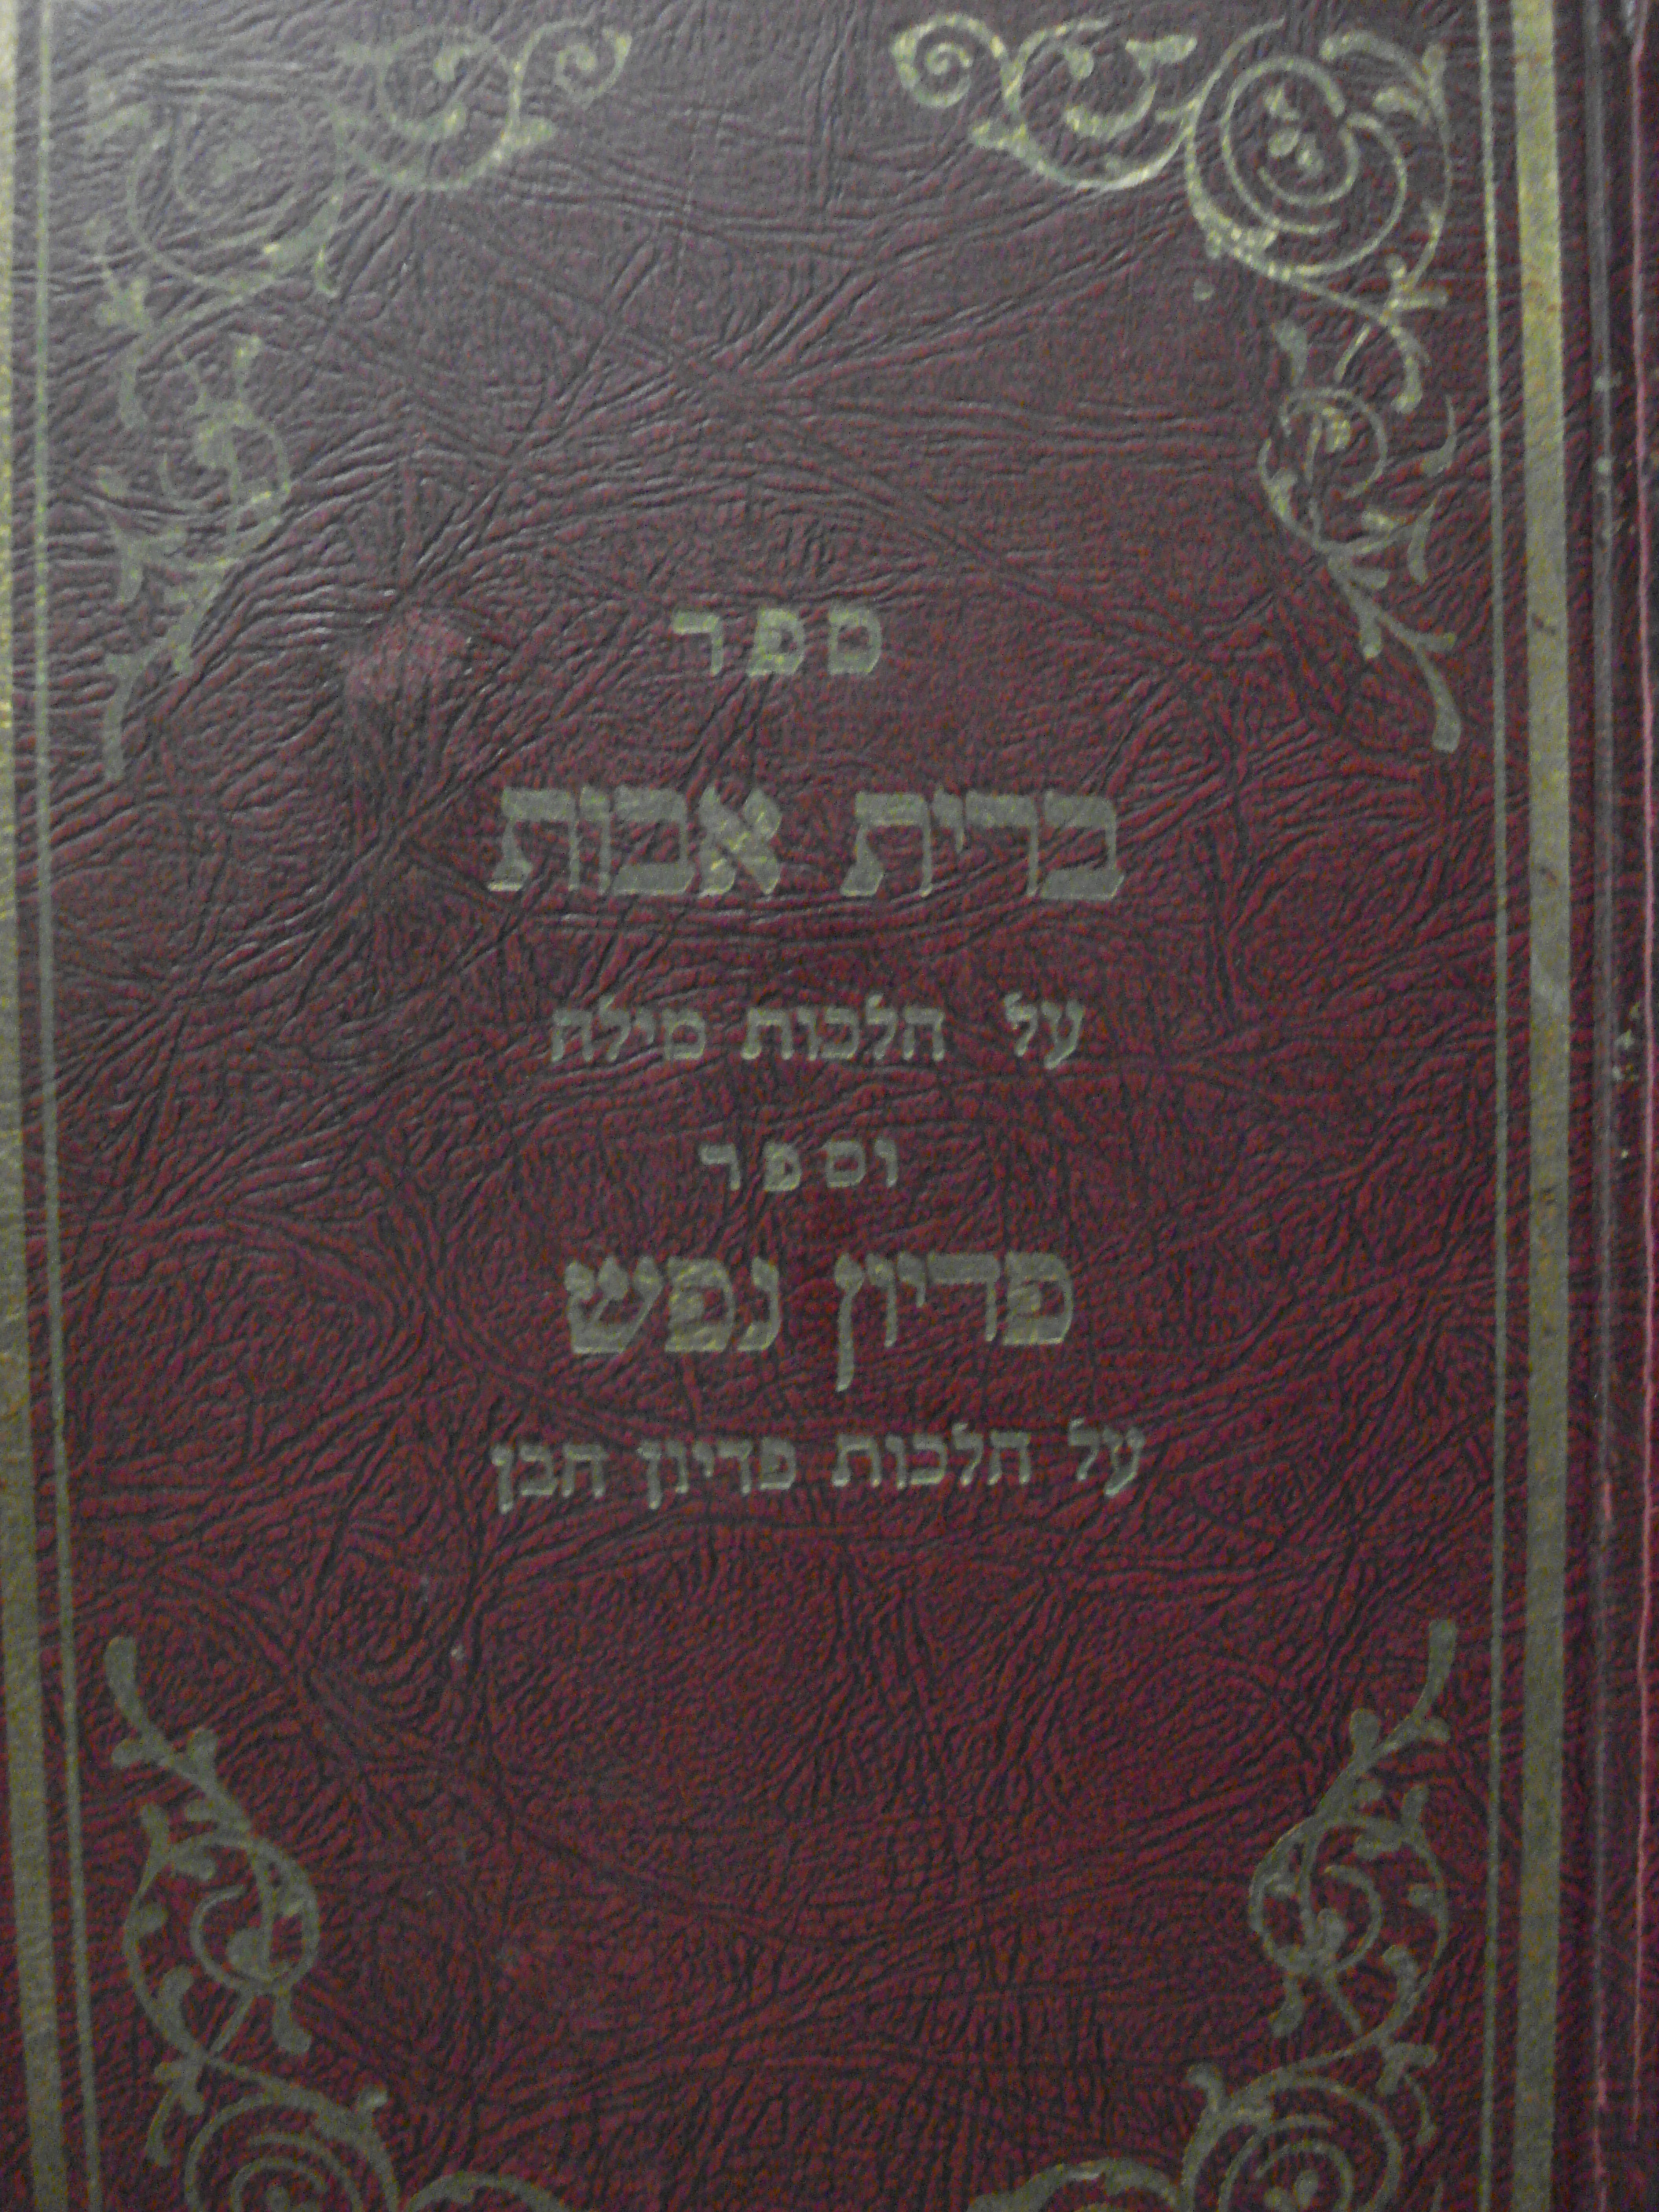 ספר
ברית אבות
על הלכות מילה
וספר
פדיון נפש
על הלכות פדיון הבן